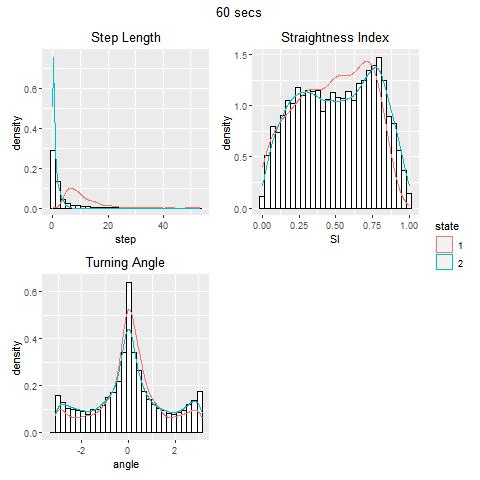 60 secs
Step Length
density
0.6
0.4
0.2
0.0
0 20 40
step
Straightness Index
density
1.5
1.0
0.5
0.0
0.00 0.25 0.50 0.75 1.00
SI
state
1
2
Turning Angle
density
0.6
0.4
0.2
0.0
-2 0 2
angle